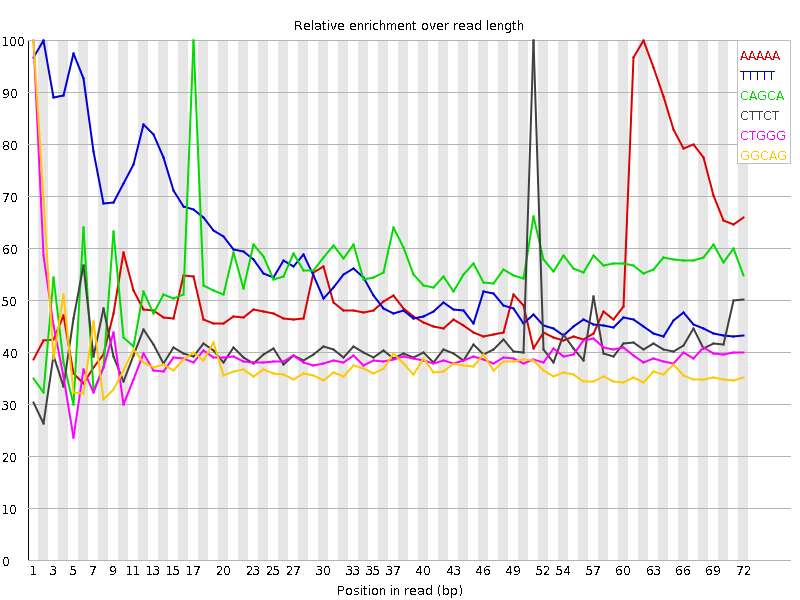 Relative enrichment over read length
100
90
80
70
60
50
40
30
20
10
0
AAAAA
TTTTT
CAGCA
CTTCT
CTGGG
GGCAG
1 3 5 7 9 11 13 15 17 20 23 25 27 30 33 35 37 40 43 46 49 52 54 57 60 63 66 69 72
Position in read (bp)